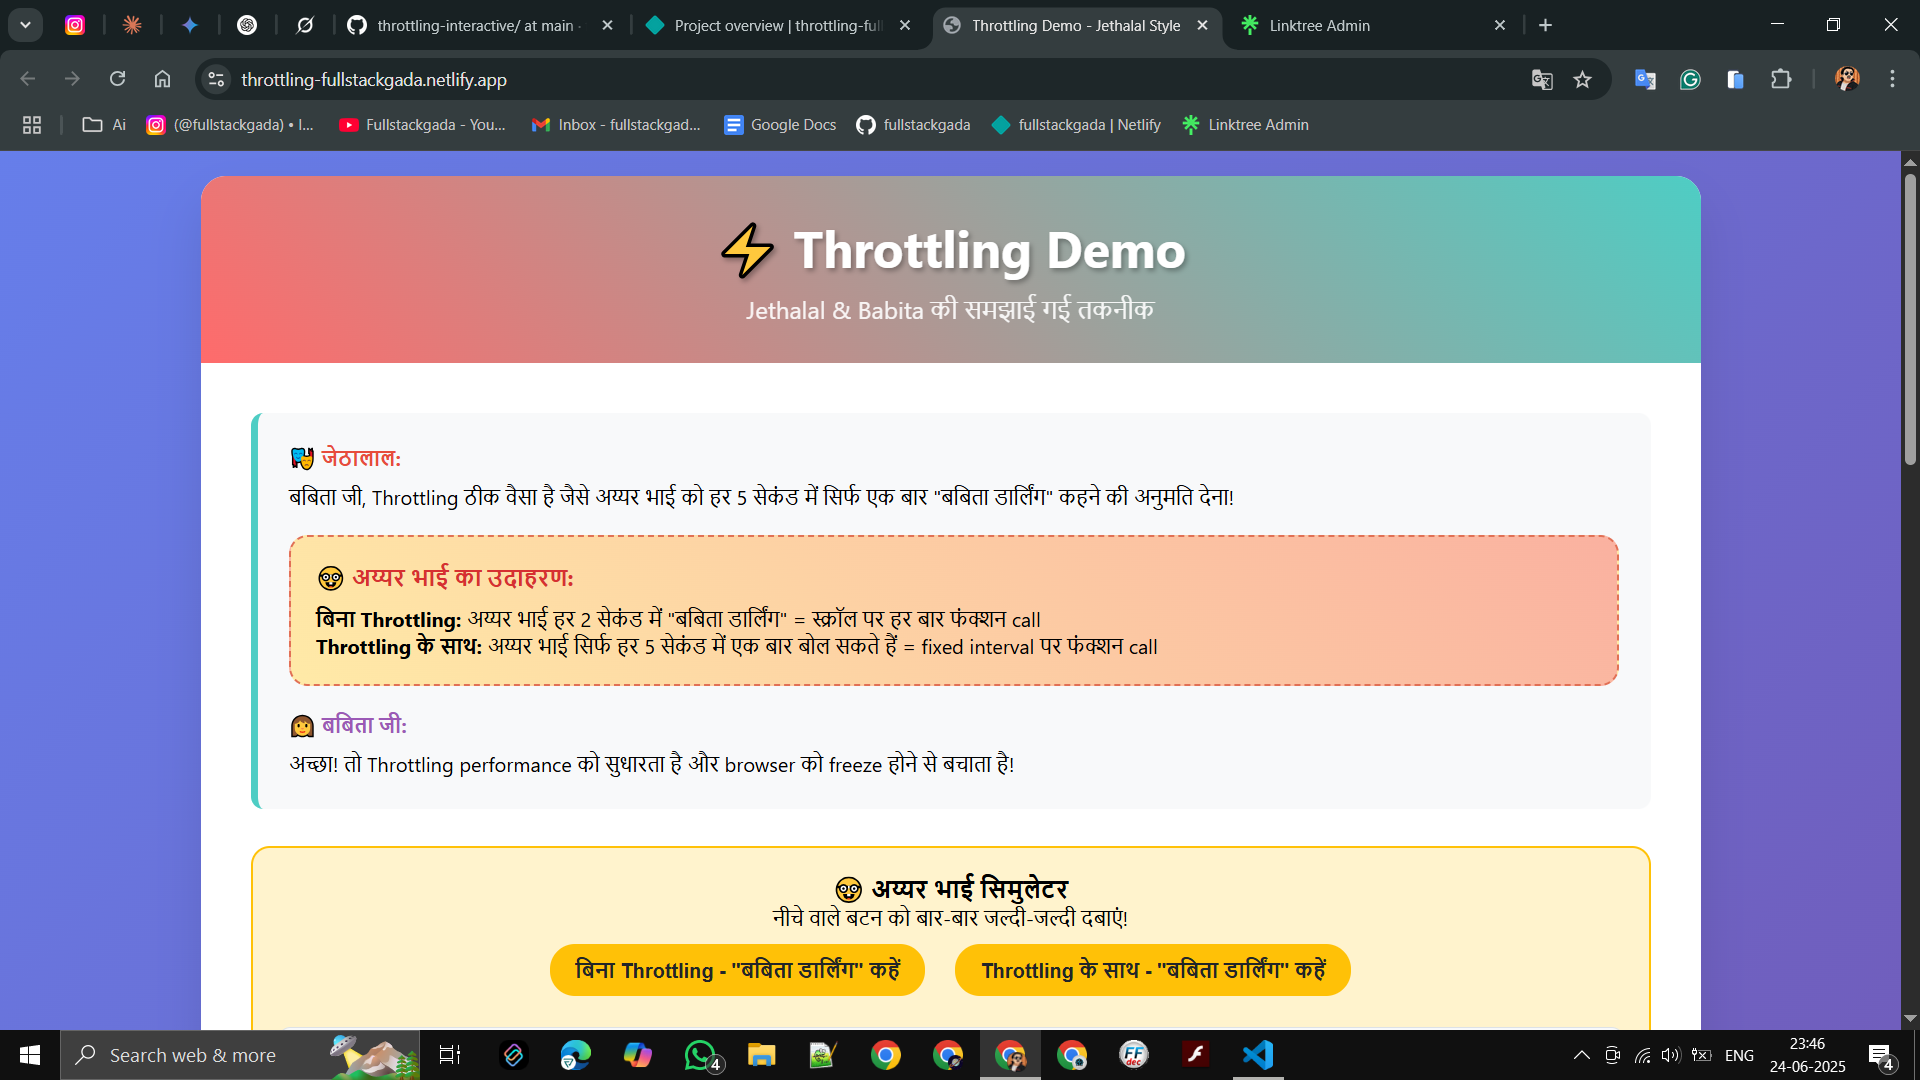 throttling-interactive/ at main ·
Project overview | throttling-full
Throttling Demo - Jethalal Style
Linktree Admin
throttling-fullstackgada.netlify.app
Ai
(@fullstackgada) • I...
Fullstackgada - You...
Inbox - fullstackgad...
Google Docs
fullstackgada
fullstackgada | Netlify
Linktree Admin
⚡ Throttling Demo
Jethalal & Babita की समझाई गई तकनीक
🎭 जेठालाल:
बबिता जी, Throttling ठीक वैसा है जैसे अय्यर भाई को हर 5 सेकंड में सिर्फ एक बार "बबिता डार्लिंग" कहने की अनुमति देना!
🤓 अय्यर भाई का उदाहरण:
बिना Throttling: अय्यर भाई हर 2 सेकंड में "बबिता डार्लिंग" = स्क्रॉल पर हर बार फंक्शन call
Throttling के साथ: अय्यर भाई सिर्फ हर 5 सेकंड में एक बार बोल सकते हैं = fixed interval पर फंक्शन call
👩 बबिता जी:
अच्छा! तो Throttling performance को सुधारता है और browser को freeze होने से बचाता है!
🤓 अय्यर भाई सिमुलेटर
नीचे वाले बटन को बार-बार जल्दी-जल्दी दबाएं!
बिना Throttling - "बबिता डार्लिंग" कहें
Throttling के साथ - "बबिता डार्लिंग" कहें
Search web & more
4
FF
dec
ENG
23:46
24-06-2025
4